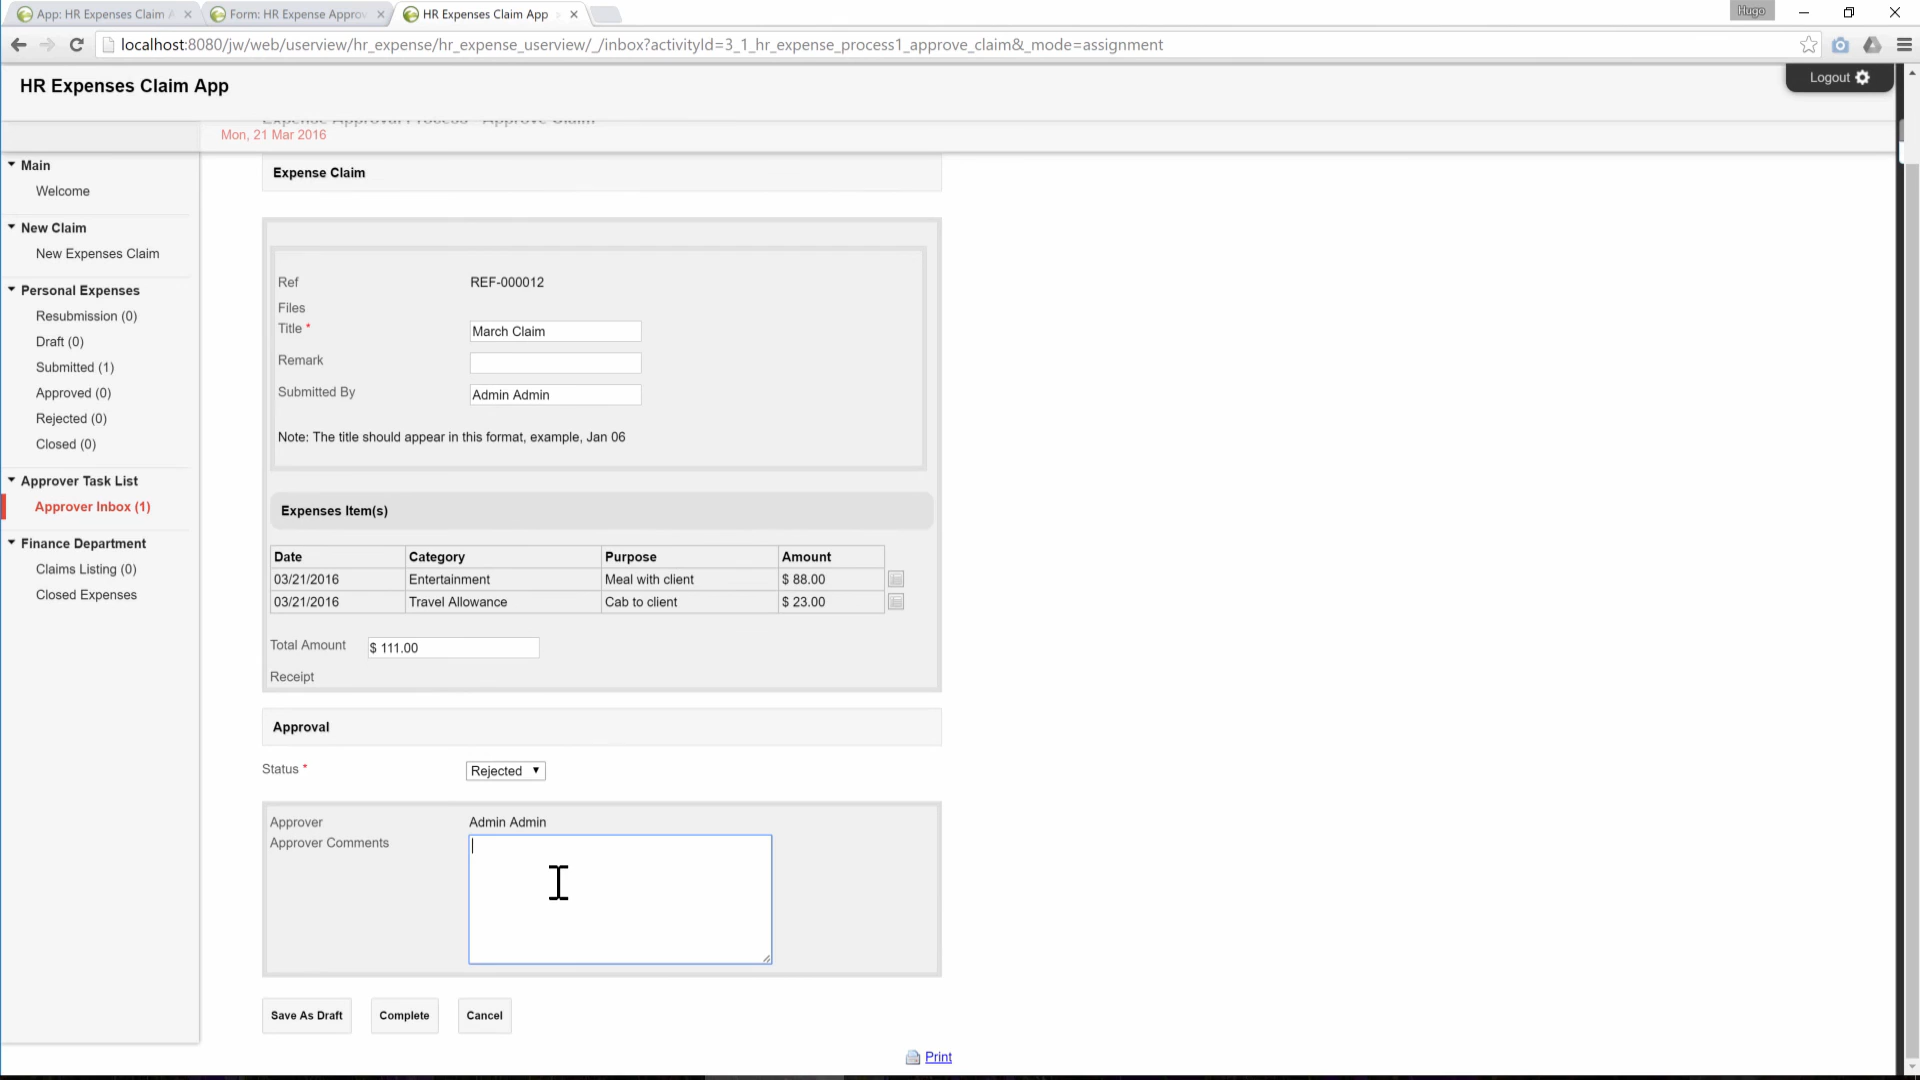 App: HR Expenses Claim A
Form: HR Expense Approv
HR Expenses Claim App
Hugo
localhost:8080/jw/web/userview/hr_expense/hr_expense_userview/_/inbox?activityId=3_1_hr_expense_process1_approve_claim&_mode=assignment
HR Expenses Claim App
Logout
Expense Approval Process - Approve Claim
Mon, 21 Mar 2016
Main
Welcome
New Claim
New Expenses Claim
Personal Expenses
Resubmission (0)
Draft (0)
Submitted (1)
Approved (0)
Rejected (0)
Closed (0)
Approver Task List
Approver Inbox (1)
Finance Department
Claims Listing (0)
Closed Expenses
Expense Claim
Ref REF-000012
Files
Title * March Claim
Remark
Submitted By Admin Admin
Note: The title should appear in this format, example, Jan 06
Expenses Item(s)
Date Category Purpose Amount
03/21/2016 Entertainment Meal with client $ 88.00
03/21/2016 Travel Allowance Cab to client $ 23.00
Total Amount $ 111.00
Receipt
Approval
Status * Rejected
Approver Admin Admin
Approver Comments
Save As Draft Complete Cancel
Print